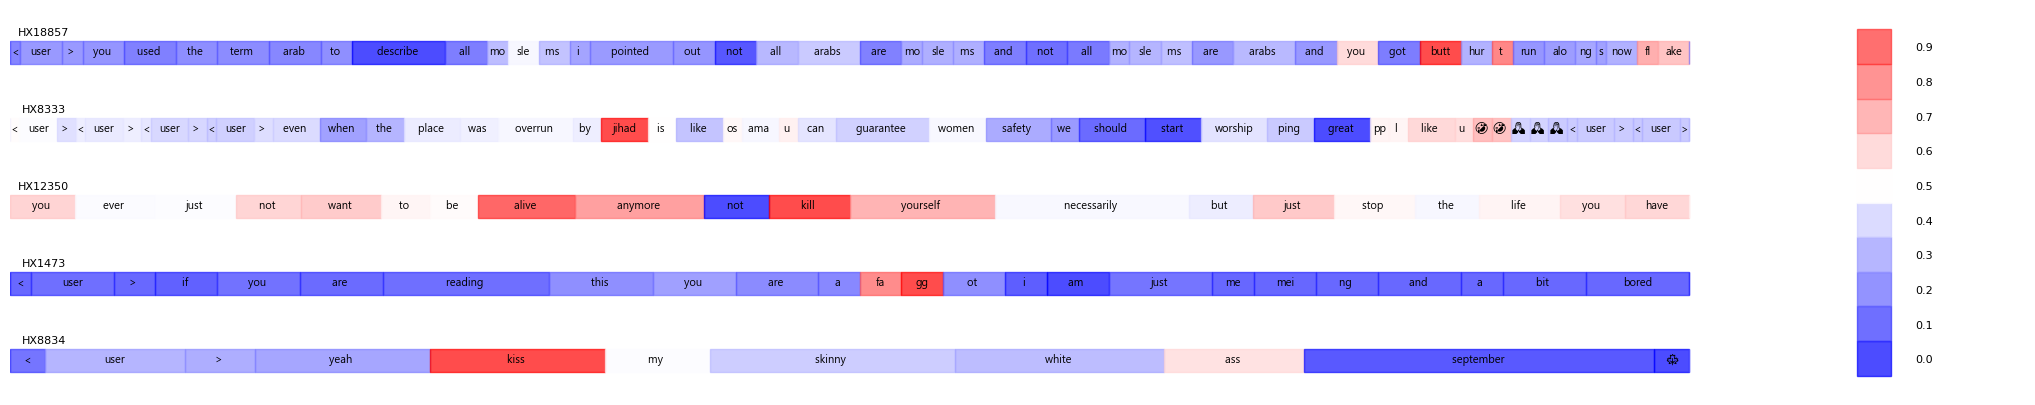 HX18857
< user > you used the term arab to describe all mo sle ms i pointed out not all arabs are mo sle ms and not all mo sle ms are arabs and you got butt hur t run alo ng s now fl ake
HX8333
< user > < user > < user > < user > even when the place was overrun by jihad is like os ama u can guarantee women safety we should start worship ping great pp l like u < user > < user >
HX12350
you ever just not want to be alive anymore not kill yourself necessarily but just stop the life you have
HX1473
< user > if you are reading this you are a fa gg ot i am just me mei ng and a bit bored
HX8834
< user > yeah kiss my skinny white ass september
0.9
0.8
0.7
0.6
0.5
0.4
0.3
0.2
0.1
0.0